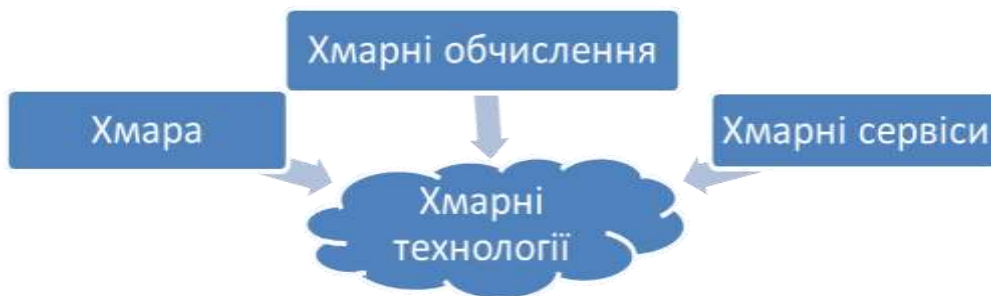 Хмарні обчислення
Хмара
Хмарні сервіси
Хмарні
технології